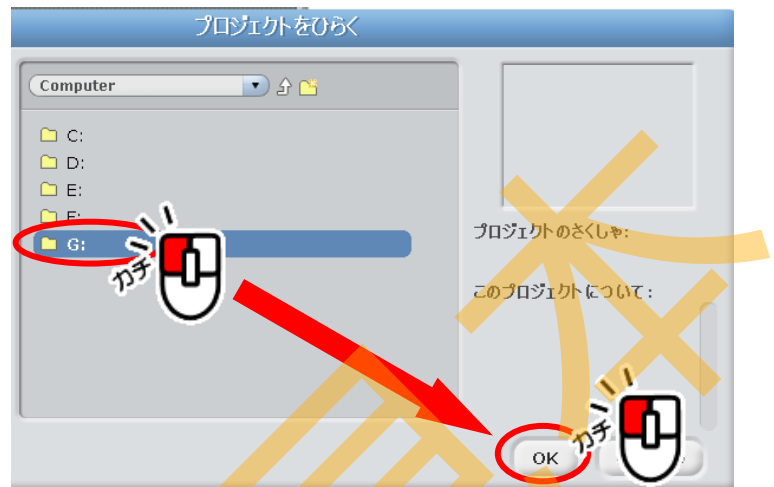 プロジェクトをひらく
Computer
C:
D:
E:
F:
G:
カチ
プロジェクトのさくしゃ:
このプロジェクトについて:
カチ
OK